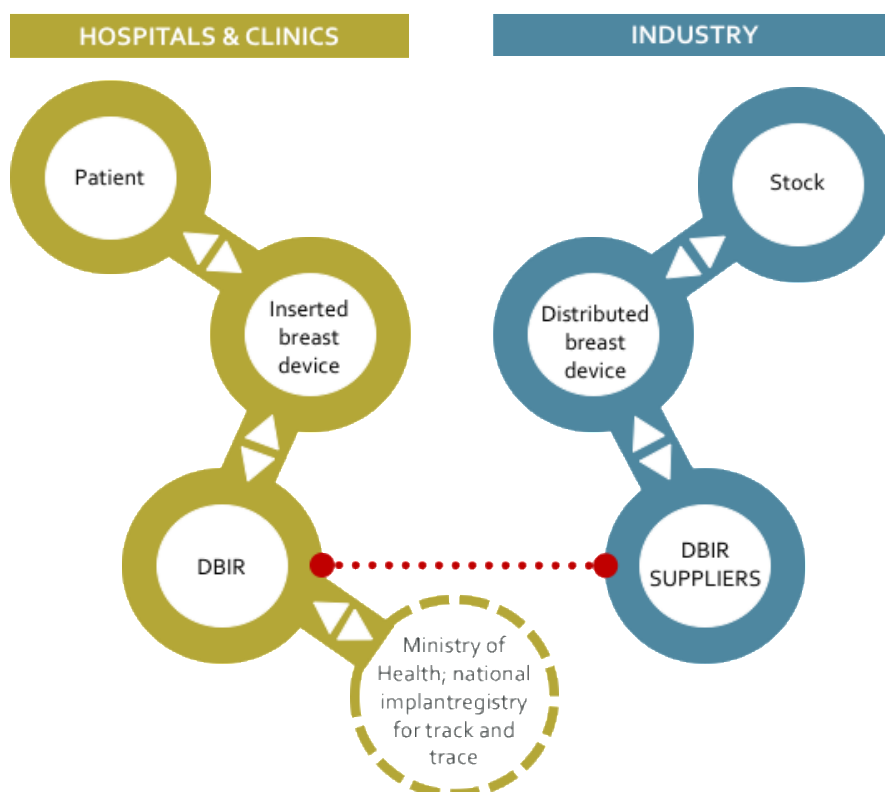 HOSPITALS & CLINICS
INDUSTRY
Patient
Stock
Inserted
breast
device
Distributed
breast
device
DBIR
DBIR
SUPPLIERS
Ministry of
Health; national
implantregistry
for track and
trace